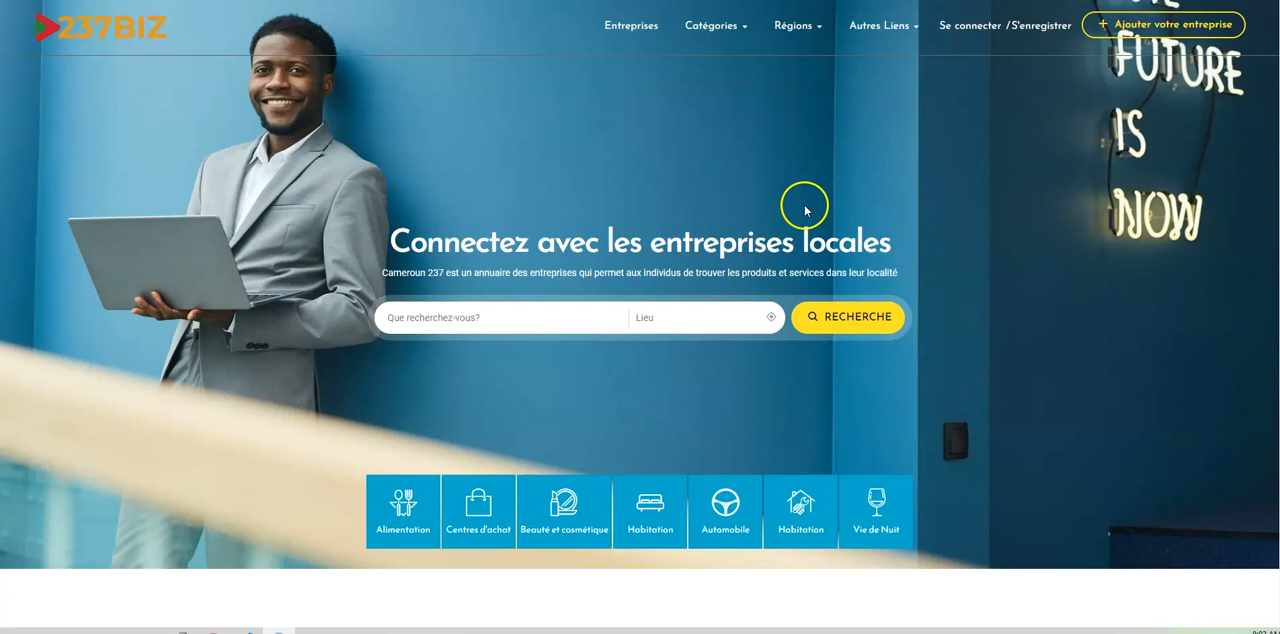 237BIZ
Entreprises Catégories Régions Autres Liens Se connecter / S'enregistrer + Ajouter votre entreprise
FUTURE
IS
NOW
Connectez avec les entreprises locales
Cameroun 237 est un annuaire des entreprises qui permet aux individus de trouver les produits et services dans leur localité
Que recherchez-vous? Lieu RECHERCHE
Alimentation Centres d'achat Beauté et cosmétique Habitation Automobile Habitation Vie de Nuit